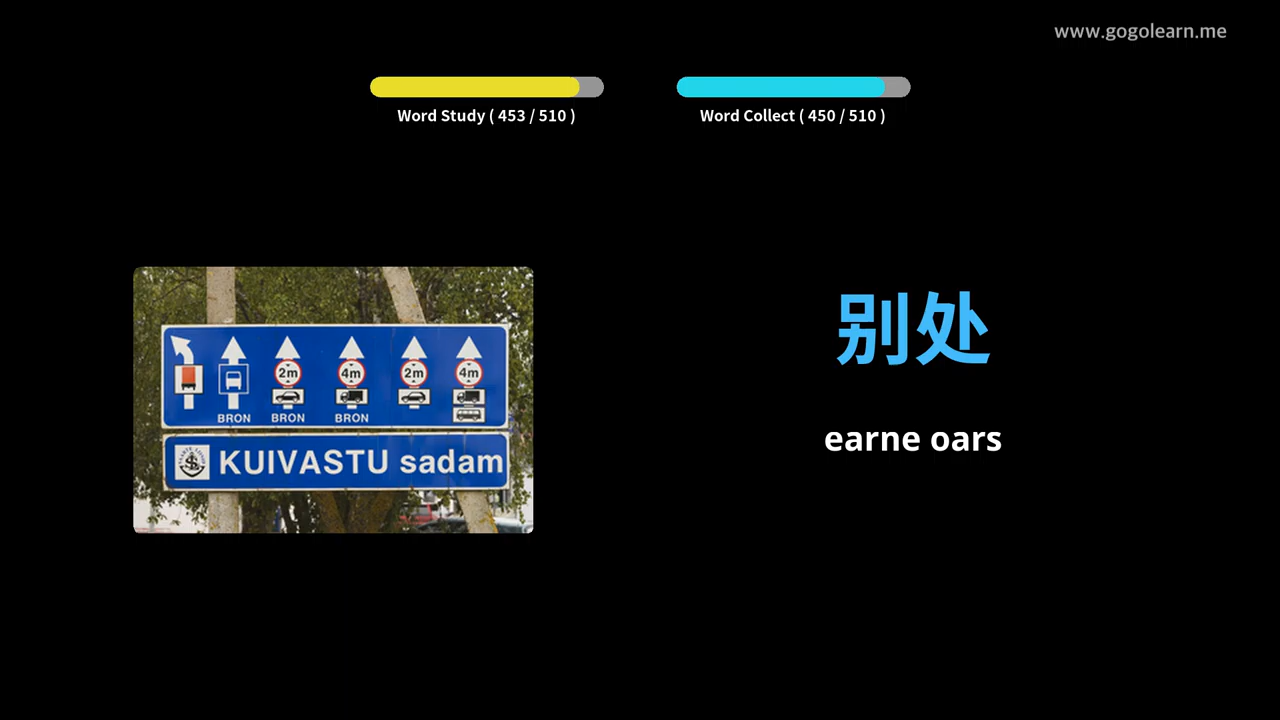 www.gogolearn.me
Word Study ( 453 / 510 )
Word Collect ( 450 / 510 )
别处
earne oars
2m 4m 2m 4m
BRON BRON BRON
KUIVASTU sadam